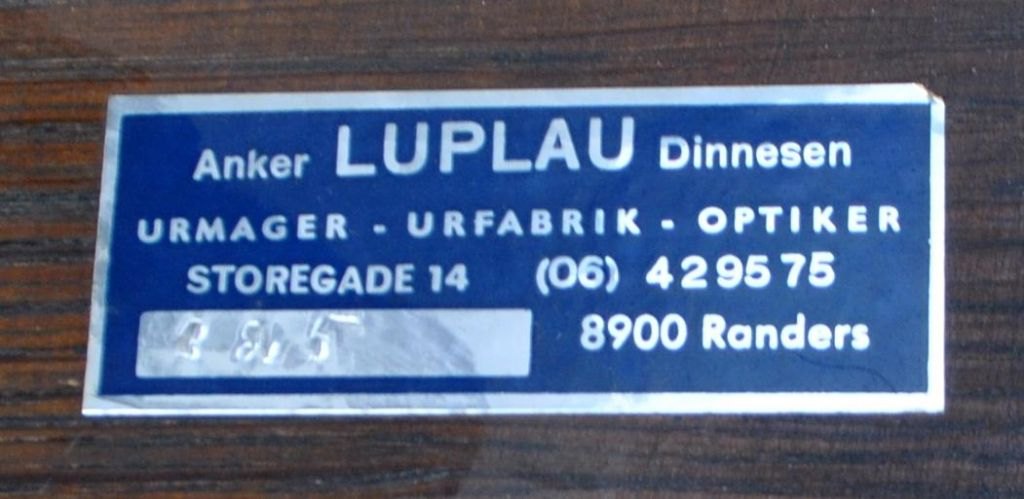 Anker LUPLAU Dinnesen
URMAGER - URFABRIK - OPTIKER
STOREGADE 14 (06) 429575
8900 Randers